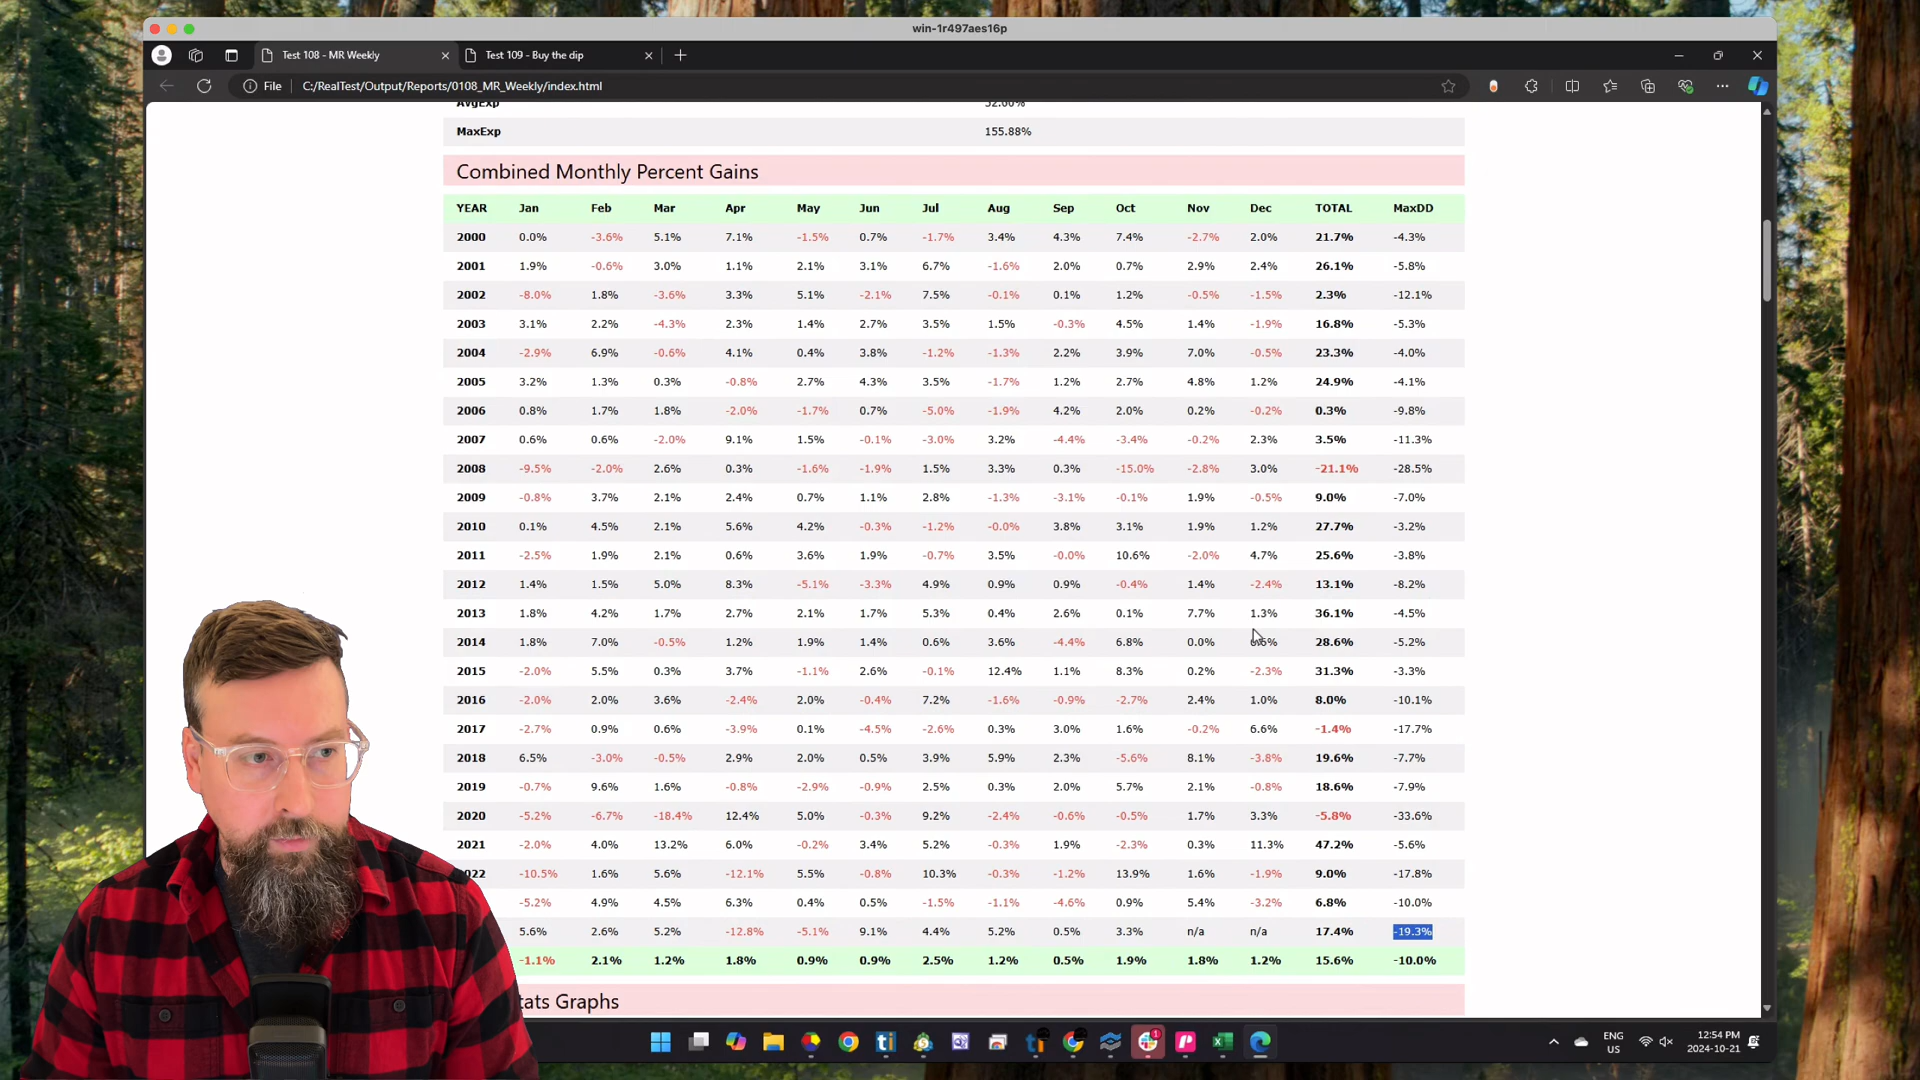 win-1r497aes16p
Test 108 - MR Weekly
Test 109 - Buy the dip
File C:/RealTest/Output/Reports/0108_MR_Weekly/index.html
AvgExp 52.60%
MaxExp 155.88%
Combined Monthly Percent Gains
YEAR Jan Feb Mar Apr May Jun Jul Aug Sep Oct Nov Dec TOTAL MaxDD
2000 0.0% -3.6% 5.1% 7.1% -1.5% 0.7% -1.7% 3.4% 4.3% 7.4% -2.7% 2.0% 21.7% -4.3%
2001 1.9% -0.6% 3.0% 1.1% 2.1% 3.1% 6.7% -1.6% 2.0% 0.7% 2.9% 2.4% 26.1% -5.8%
2002 -8.0% 1.8% -3.6% 3.3% 5.1% -2.1% 7.5% -0.1% 0.1% 1.2% -0.5% -1.5% 2.3% -12.1%
2003 3.1% 2.2% -4.3% 2.3% 1.4% 2.7% 3.5% 1.5% -0.3% 4.5% 1.4% -1.9% 16.8% -5.3%
2004 -2.9% 6.9% -0.6% 4.1% 0.4% 3.8% -1.2% -1.3% 2.2% 3.9% 7.0% -0.5% 23.3% -4.0%
2005 3.2% 1.3% 0.3% -0.8% 2.7% 4.3% 3.5% -1.7% 1.2% 2.7% 4.8% 1.2% 24.9% -4.1%
2006 0.8% 1.7% 1.8% -2.0% -1.7% 0.7% -5.0% -1.9% 4.2% 2.0% 0.2% -0.2% 0.3% -9.8%
2007 0.6% 0.6% -2.0% 9.1% 1.5% -0.1% -3.0% 3.2% -4.4% -3.4% -0.2% 2.3% 3.5% -11.3%
2008 -9.5% -2.0% 2.6% 0.3% -1.6% -1.9% 1.5% 3.3% 0.3% -15.0% -2.8% 3.0% -21.1% -28.5%
2009 -0.8% 3.7% 2.1% 2.4% 0.7% 1.1% 2.8% -1.3% -3.1% -0.1% 1.9% -0.5% 9.0% -7.0%
2010 0.1% 4.5% 2.1% 5.6% 4.2% -0.3% -1.2% -0.0% 3.8% 3.1% 1.9% 1.2% 27.7% -3.2%
2011 -2.5% 1.9% 2.1% 0.6% 3.6% 1.9% -0.7% 3.5% -0.0% 10.6% -2.0% 4.7% 25.6% -3.8%
2012 1.4% 1.5% 5.0% 8.3% -5.1% -3.3% 4.9% 0.9% 0.9% -0.4% 1.4% -2.4% 13.1% -8.2%
2013 1.8% 4.2% 1.7% 2.7% 2.1% 1.7% 5.3% 0.4% 2.6% 0.1% 7.7% 1.3% 36.1% -4.5%
2014 1.8% 7.0% -0.5% 1.2% 1.9% 1.4% 0.6% 3.6% -4.4% 6.8% 0.0% 28.6% -5.2%
2015 -2.0% 5.5% 0.3% 3.7% -1.1% 2.6% -0.1% 12.4% 1.1% 8.3% 0.2% -2.3% 31.3% -3.3%
2016 -2.0% 2.0% 3.6% -2.4% 2.0% -0.4% 7.2% -1.6% -0.9% -2.7% 2.4% 1.0% 8.0% -10.1%
2017 -2.7% 0.9% 0.6% -3.9% 0.1% -4.5% -2.6% 0.3% 3.0% 1.6% -0.2% 6.6% -1.4% -17.7%
2018 6.5% -3.0% -0.5% 2.9% 2.0% 0.5% 3.9% 5.9% 2.3% -5.6% 8.1% -3.8% 19.6% -7.7%
2019 -0.7% 9.6% 1.6% -0.8% -2.9% -0.9% 2.5% 0.3% 2.0% 5.7% 2.1% -0.8% 18.6% -7.9%
2020 -5.2% -6.7% -18.4% 12.4% 5.0% -0.3% 9.2% -2.4% -0.6% -0.5% 1.7% 3.3% -5.8% -33.6%
2021 -2.0% 4.0% 13.2% 6.0% -0.2% 3.4% 5.2% -0.3% 1.9% -2.3% 0.3% 11.3% 47.2% -5.6%
022 -10.5% 1.6% 5.6% -12.1% 5.5% -0.8% 10.3% -0.3% -1.2% 13.9% 1.6% -1.9% 9.0% -17.8%
-5.2% 4.9% 4.5% 6.3% 0.4% 0.5% -1.5% -1.1% -4.6% 0.9% 5.4% -3.2% 6.8% -10.0%
5.6% 2.6% 5.2% -12.8% -5.1% 9.1% 4.4% 5.2% 0.5% 3.3% n/a n/a 17.4% -19.3%
-1.1% 2.1% 1.2% 1.8% 0.9% 0.9% 2.5% 1.2% 0.5% 1.9% 1.8% 1.2% 15.6% -10.0%
tats Graphs
ENG
US
12:54 PM
2024-10-21